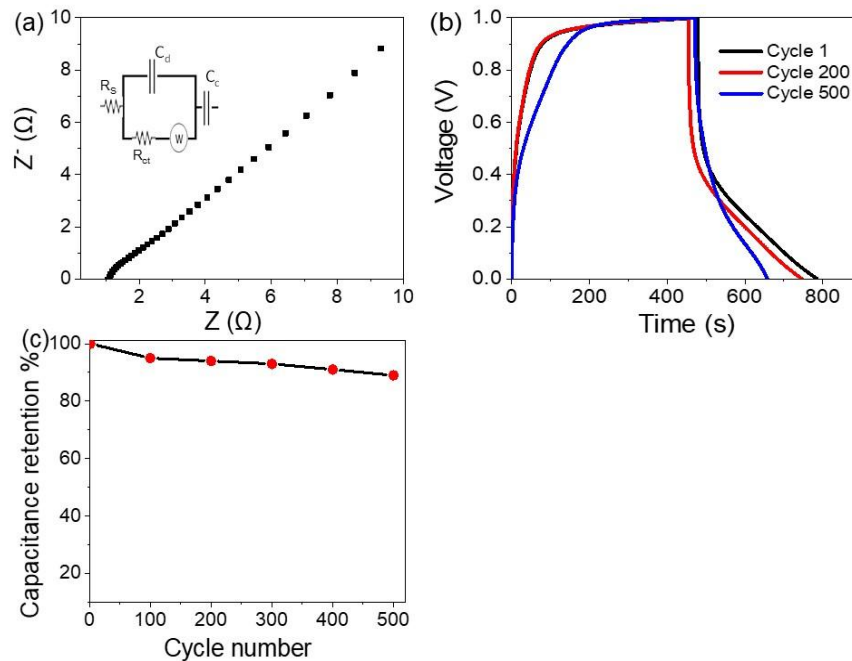 (a)
10
8
6
4
2
0
Z⁻ (Ω)
C_d
C_c
R_S
R_ct
W
2
4
6
8
10
Z (Ω)
(b)
1.0
0.8
0.6
0.4
0.2
0.0
Voltage (V)
Cycle 1
Cycle 200
Cycle 500
0
200
400
600
800
Time (s)
(c)
100
80
60
40
20
Capacitance retention %
0
100
200
300
400
500
Cycle number